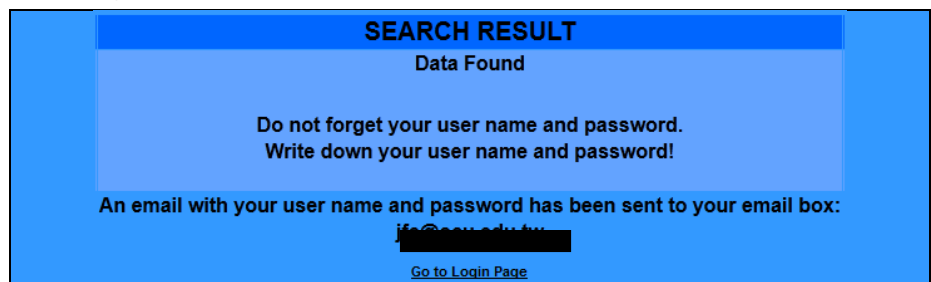 SEARCH RESULT
Data Found
Do not forget your user name and password.
Write down your user name and password!
An email with your user name and password has been sent to your email box:
Go to Login Page